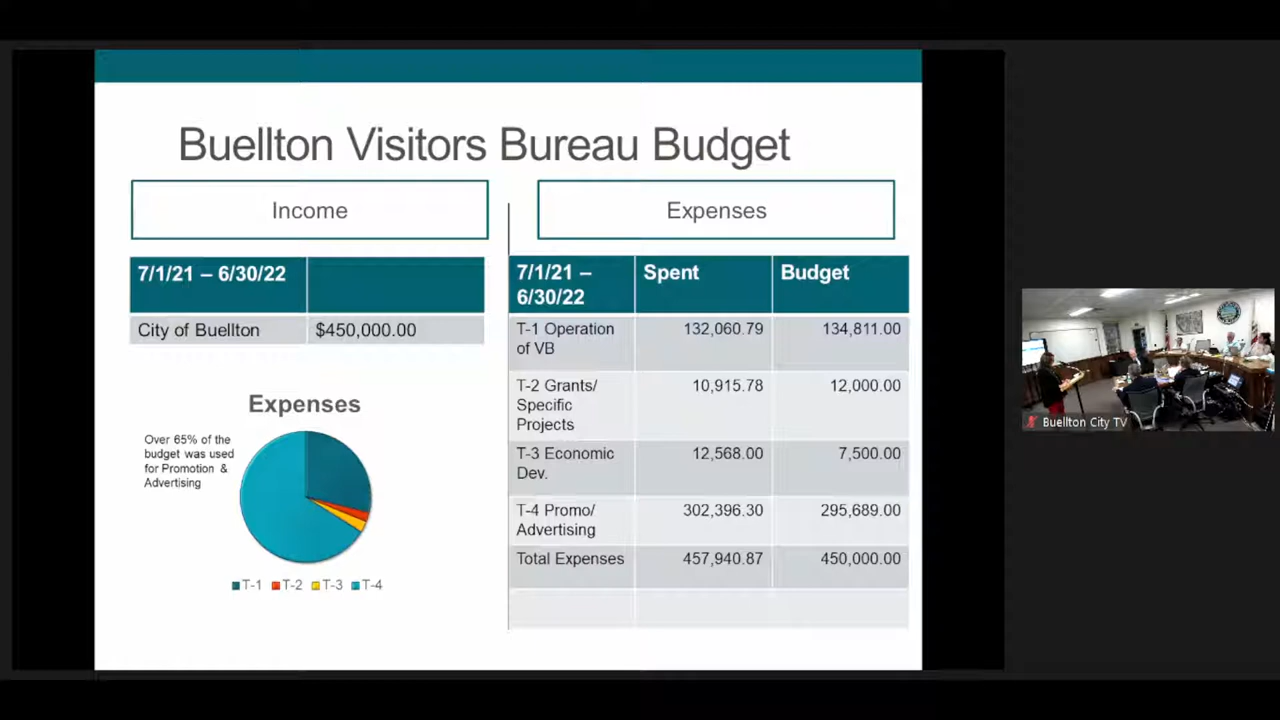 Buellton Visitors Bureau Budget
Income
Expenses
7/1/21 – 6/30/22
City of Buellton $450,000.00
Expenses
Over 65% of the
budget was used
for Promotion &
Advertising
T-1 T-2 T-3 T-4
7/1/21 – Spent Budget
6/30/22
T-1 Operation 132,060.79 134,811.00
of VB
T-2 Grants/ 10,915.78 12,000.00
Specific
Projects
T-3 Economic 12,568.00 7,500.00
Dev.
T-4 Promo/ 302,396.30 295,689.00
Advertising
Total Expenses 457,940.87 450,000.00
Buellton City TV